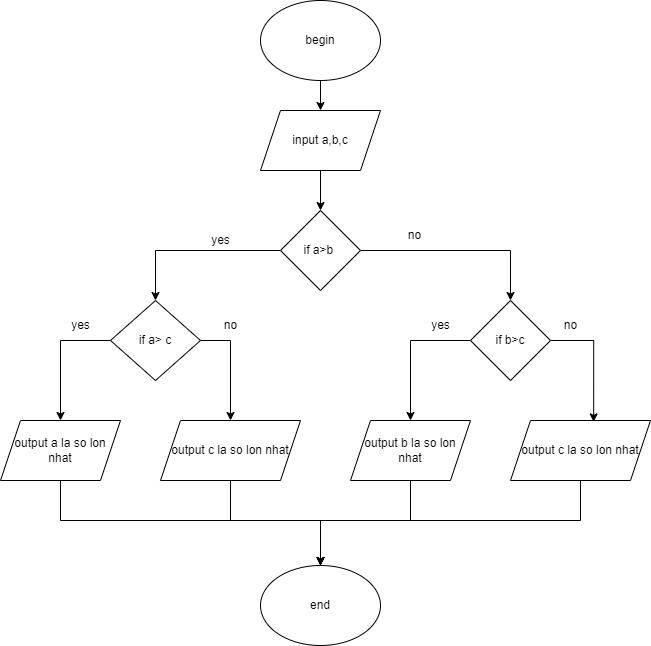 begin
input a,b,c
if a>b
yes
no
if a> c
if b>c
yes
no
yes
no
output a la so lon
nhat
output c la so lon nhat
output b la so lon
nhat
output c la so lon nhat
end